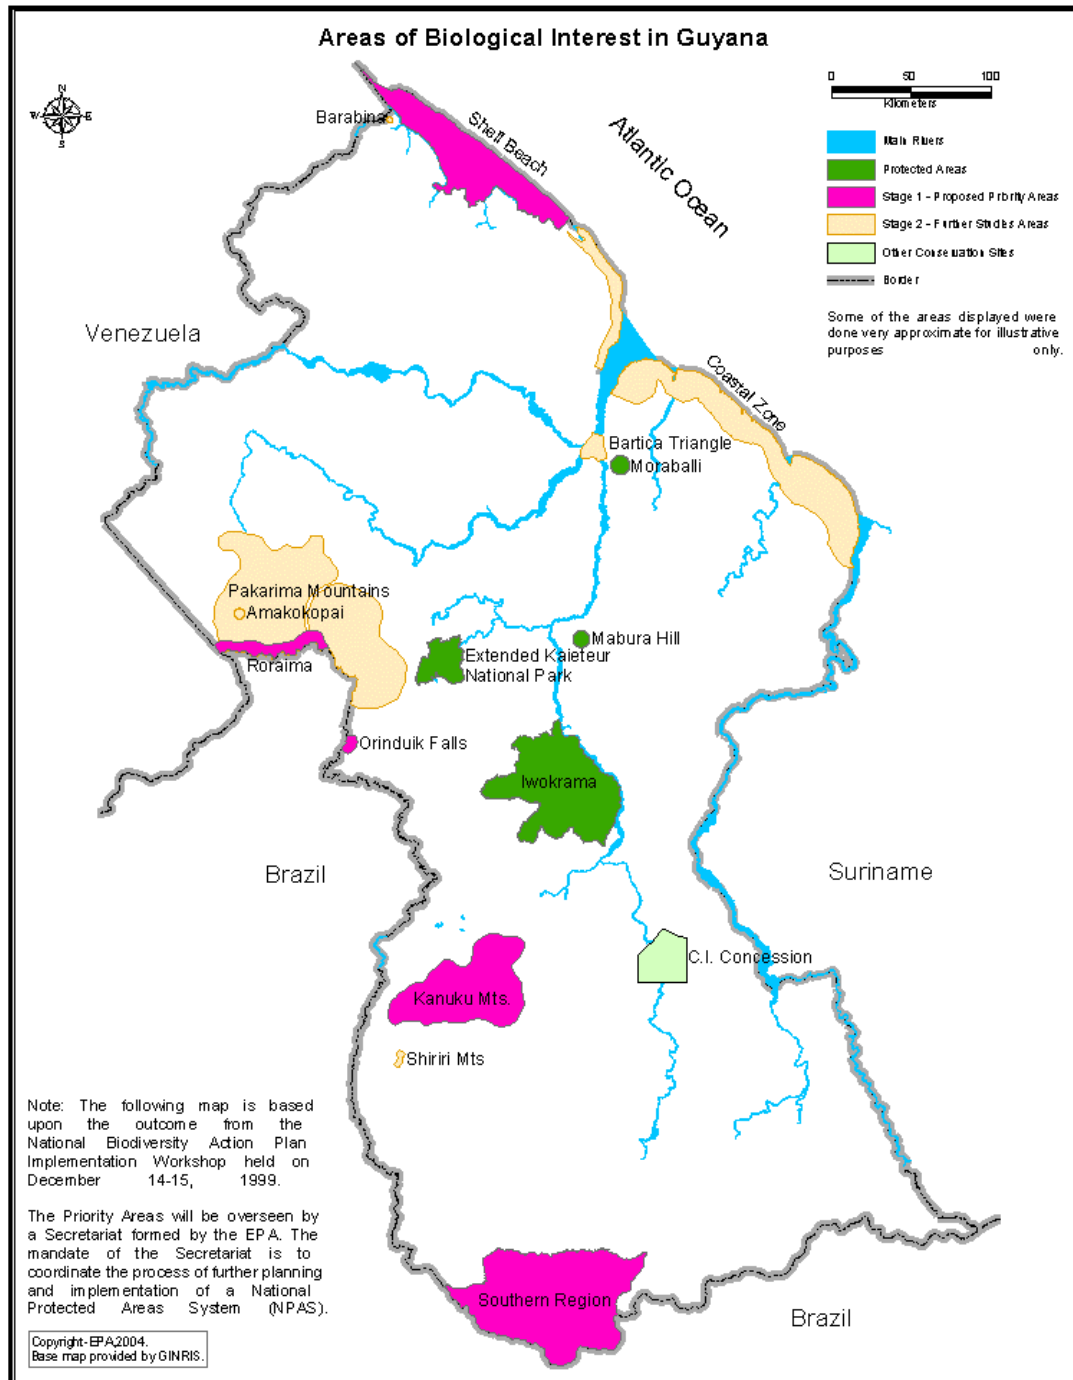 Areas of Biological Interest in Guyana
N
W
E
S
0 50 100
Kilometers
Main Rivers
Protected Areas
Stage 1 - Proposed Priority Areas
Stage 2 - Further Studies Areas
Other Conservation Sites
Border
Some of the areas displayed were
done very approximate for illustrative
purposes only.
Barabina
Shell Beach
Atlantic Ocean
Venezuela
Coastal Zone
Bartica Triangle
Moraballi
Pakarima Mountains
Amakokopai
Roraima
Mabura Hill
Extended Kaieteur
National Park
Orinduik Falls
Iwokrama
Brazil
Suriname
C.I. Concession
Kanuku Mts.
Shiriri Mts
Southern Region
Brazil
Note: The following map is based
upon the outcome from the
National Biodiversity Action Plan
Implementation Workshop held on
December 14-15, 1999.
The Priority Areas will be overseen by
a Secretariat formed by the EPA. The
mandate of the Secretariat is to
coordinate the process of further planning
and implementation of a National
Protected Areas System (NPAS).
Copyright-EPA,2004.
Base map provided by GINRIS.